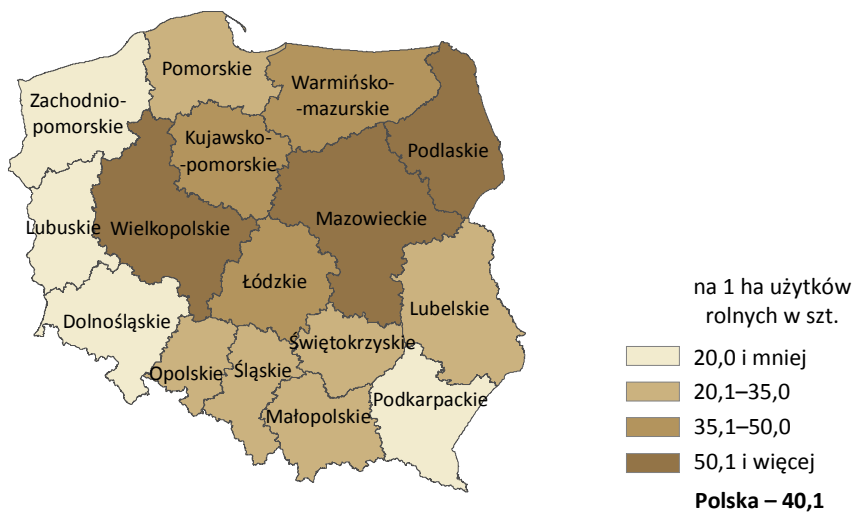 Pomorskie
Warmińsko-
-mazurskie
Zachodnio-
pomorskie
Kujawsko-
-pomorskie
Podlaskie
Lubuskie
Wielkopolskie
Mazowieckie
Łódzkie
Lubelskie
Dolnośląskie
Świętokrzyskie
Opolskie
Śląskie
Podkarpackie
Małopolskie
na 1 ha użytków
rolnych w szt.
20,0 i mniej
20,1–35,0
35,1–50,0
50,1 i więcej
Polska – 40,1